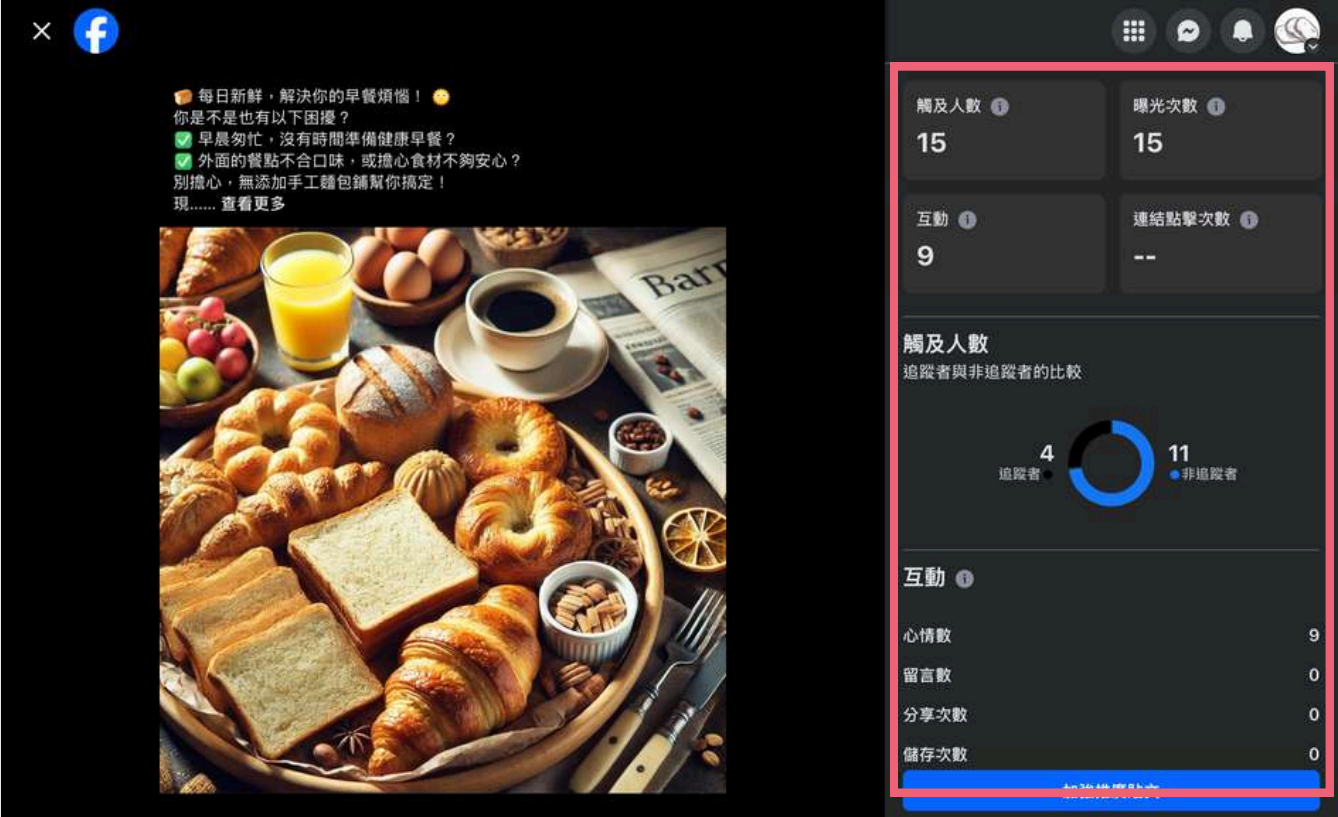 🍞 每日新鮮，解決你的早餐煩惱！ 😶
你是不是也有以下困擾？
✅ 早晨匆忙，沒有時間準備健康早餐？
✅ 外面的餐點不合口味，或擔心食材不夠安心？
別擔心，無添加手工麵包鋪幫你搞定！
現...... 查看更多
觸及人數
15
曝光次數
15
互動
9
連結點擊次數
--
觸及人數
追蹤者與非追蹤者的比較
4
追蹤者
11
非追蹤者
互動
心情數 9
留言數 0
分享次數 0
儲存次數 0
加強推廣貼文